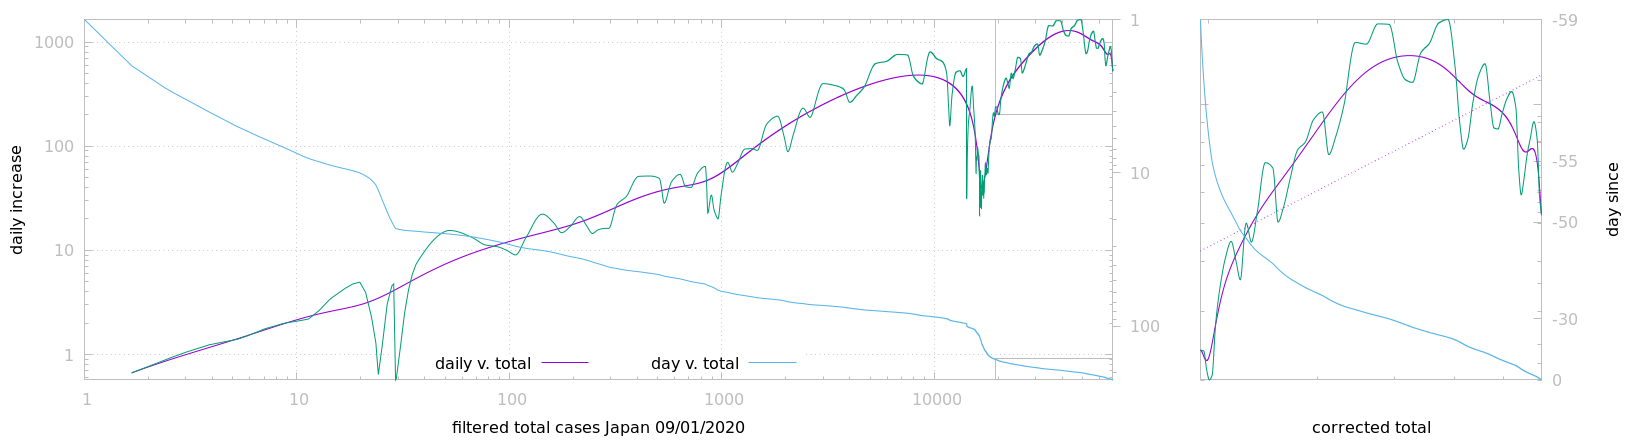 daily increase
1000
100
10
1
1
10
100
1000
10000
filtered total cases Japan 09/01/2020
daily v. total
day v. total
1
10
100
-59
-55
-50
-30
0
day since
corrected total